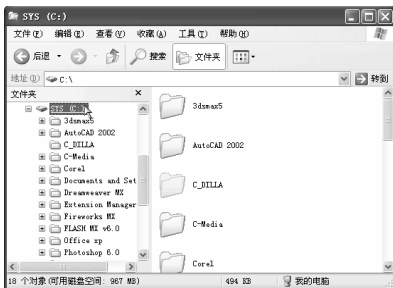 SYS (C:)
文件(F) 编辑(E) 查看(V) 收藏(A) 工具(T) 帮助(H)
后退 搜索 文件夹
地址(D) C:\ 转到
文件夹 ×
SYS (C:)
3dsmax5
AutoCAD 2002
C_DILLA
C-Media
Corel
Documents and Set
Dreamweaver MX
Extension Manager
Fireworks MX
FLASH MX v6.0
Office xp
Photoshop 6.0
3dsmax5
AutoCAD 2002
C_DILLA
C-Media
Corel
18 个对象(可用磁盘空间: 967 MB) 494 KB 我的电脑